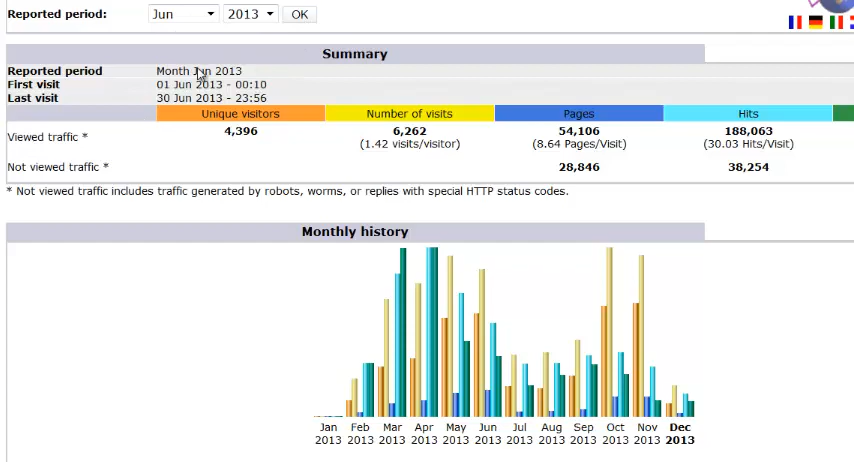 Reported period: Jun 2013 OK
Summary
Reported period Month Jun 2013
First visit 01 Jun 2013 - 00:10
Last visit 30 Jun 2013 - 23:56
Unique visitors Number of visits Pages Hits
Viewed traffic * 4,396 6,262 54,106 188,063
(1.42 visits/visitor) (8.64 Pages/Visit) (30.03 Hits/Visit)
Not viewed traffic * 28,846 38,254
* Not viewed traffic includes traffic generated by robots, worms, or replies with special HTTP status codes.
Monthly history
Jan Feb Mar Apr May Jun Jul Aug Sep Oct Nov Dec
2013 2013 2013 2013 2013 2013 2013 2013 2013 2013 2013 2013